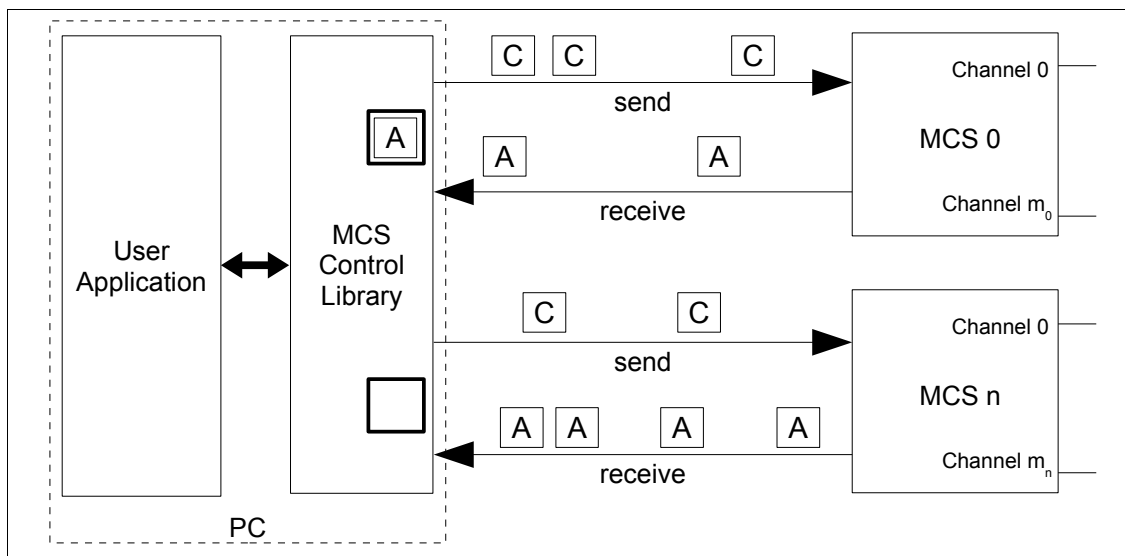 C C C
Channel 0
send
MCS 0
A
A A
Channel m₀
receive
User
Application
MCS
Control
Library
C C
Channel 0
send
MCS n
A A A A
Channel mₙ
receive
PC